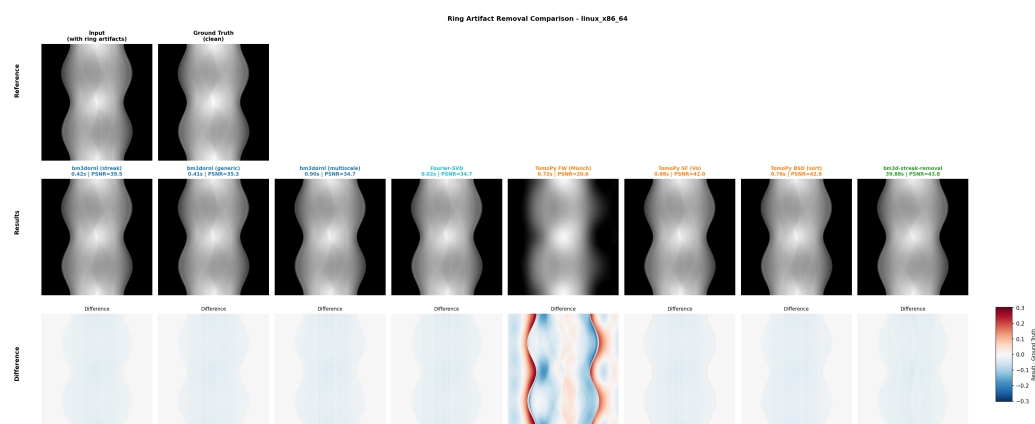 Ring Artifact Removal Comparison - linux_x86_64
Input
(with ring artifacts)
Ground Truth
(clean)
Reference
bm3dornl (streak)
0.42s | PSNR=39.5
bm3dornl (generic)
0.41s | PSNR=35.3
bm3dornl (multiscale)
0.90s | PSNR=34.7
Fourier-SVD
0.02s | PSNR=34.7
TomoPy FW (Münch)
0.72s | PSNR=20.6
TomoPy SF (Vo)
0.68s | PSNR=42.0
TomoPy BSD (sort)
0.76s | PSNR=42.9
bm3d-streak-removal
39.88s | PSNR=43.8
Results
Difference
Difference
Difference
Difference
Difference
Difference
Difference
Difference
Difference
0.3
0.2
0.1
0.0
−0.1
−0.2
−0.3
Result - Ground Truth